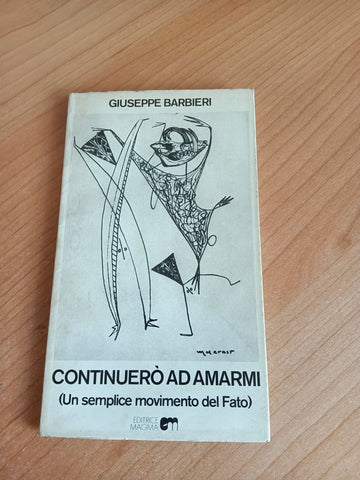 GIUSEPPE BARBIERI
CONTINUERÒ AD AMARMI
(Un semplice movimento del Fato)
EDITRICE
MAGMA